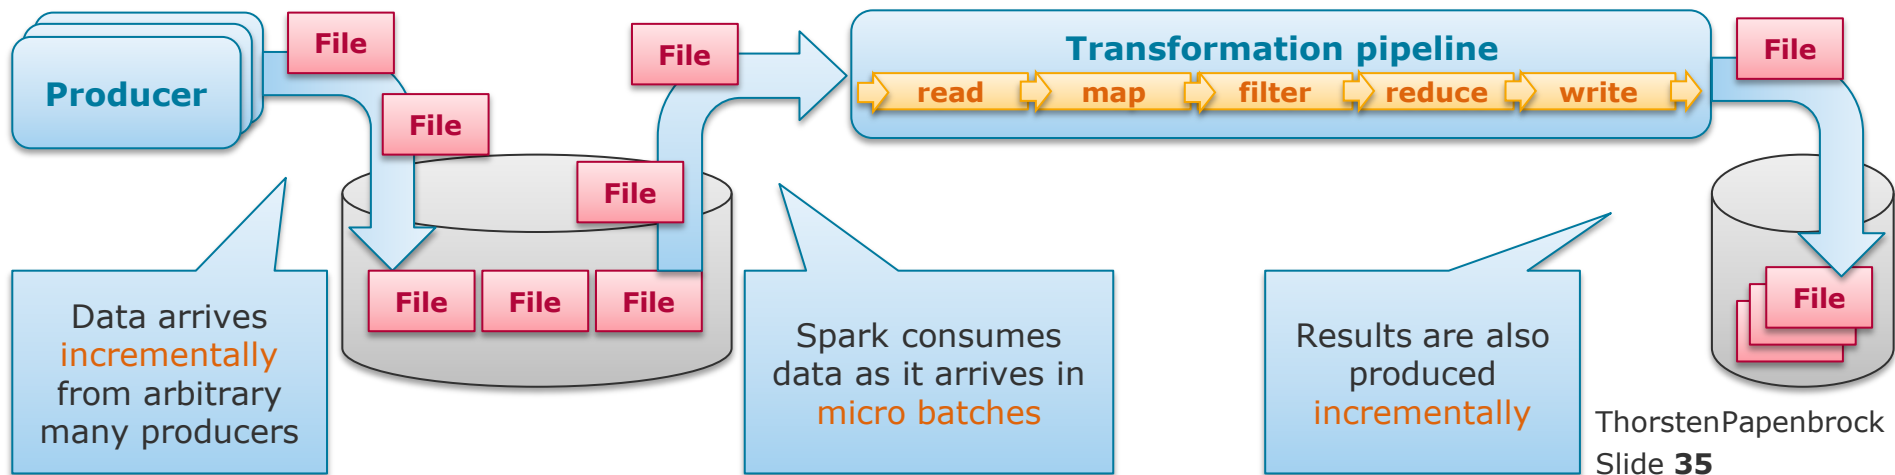 Producer
File
File
File
File
File
File
File
Transformation pipeline
read map filter reduce write
File
File
Data arrives
incrementally
from arbitrary
many producers
Spark consumes
data as it arrives in
micro batches
Results are also
produced
incrementally
ThorstenPapenbrock
Slide 35